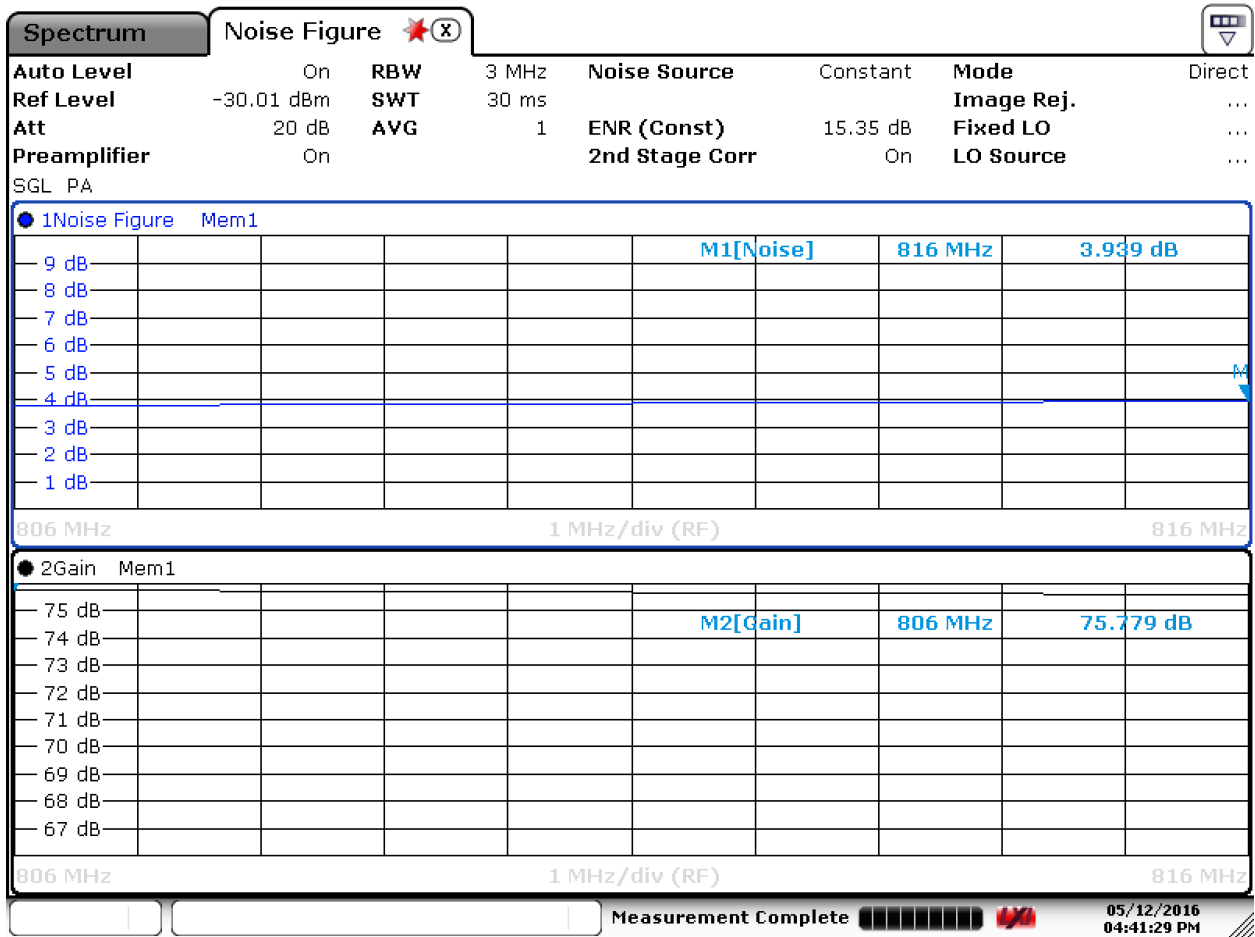 Spectrum Noise Figure X
Auto Level On RBW 3 MHz Noise Source Constant Mode Direct
Ref Level -30.01 dBm SWT 30 ms Image Rej. ...
Att 20 dB AVG 1 ENR (Const) 15.35 dB Fixed LO ...
Preamplifier On 2nd Stage Corr On LO Source ...
SGL PA
1Noise Figure Mem1
M1[Noise] 816 MHz 3.939 dB
9 dB
8 dB
7 dB
6 dB
5 dB
M
4 dB
3 dB
2 dB
1 dB
806 MHz 1 MHz/div (RF) 816 MHz
2Gain Mem1
75 dB
M2[Gain] 806 MHz 75.779 dB
74 dB
73 dB
72 dB
71 dB
70 dB
69 dB
68 dB
67 dB
806 MHz 1 MHz/div (RF) 816 MHz
Measurement Complete LXI 05/12/2016
04:41:29 PM